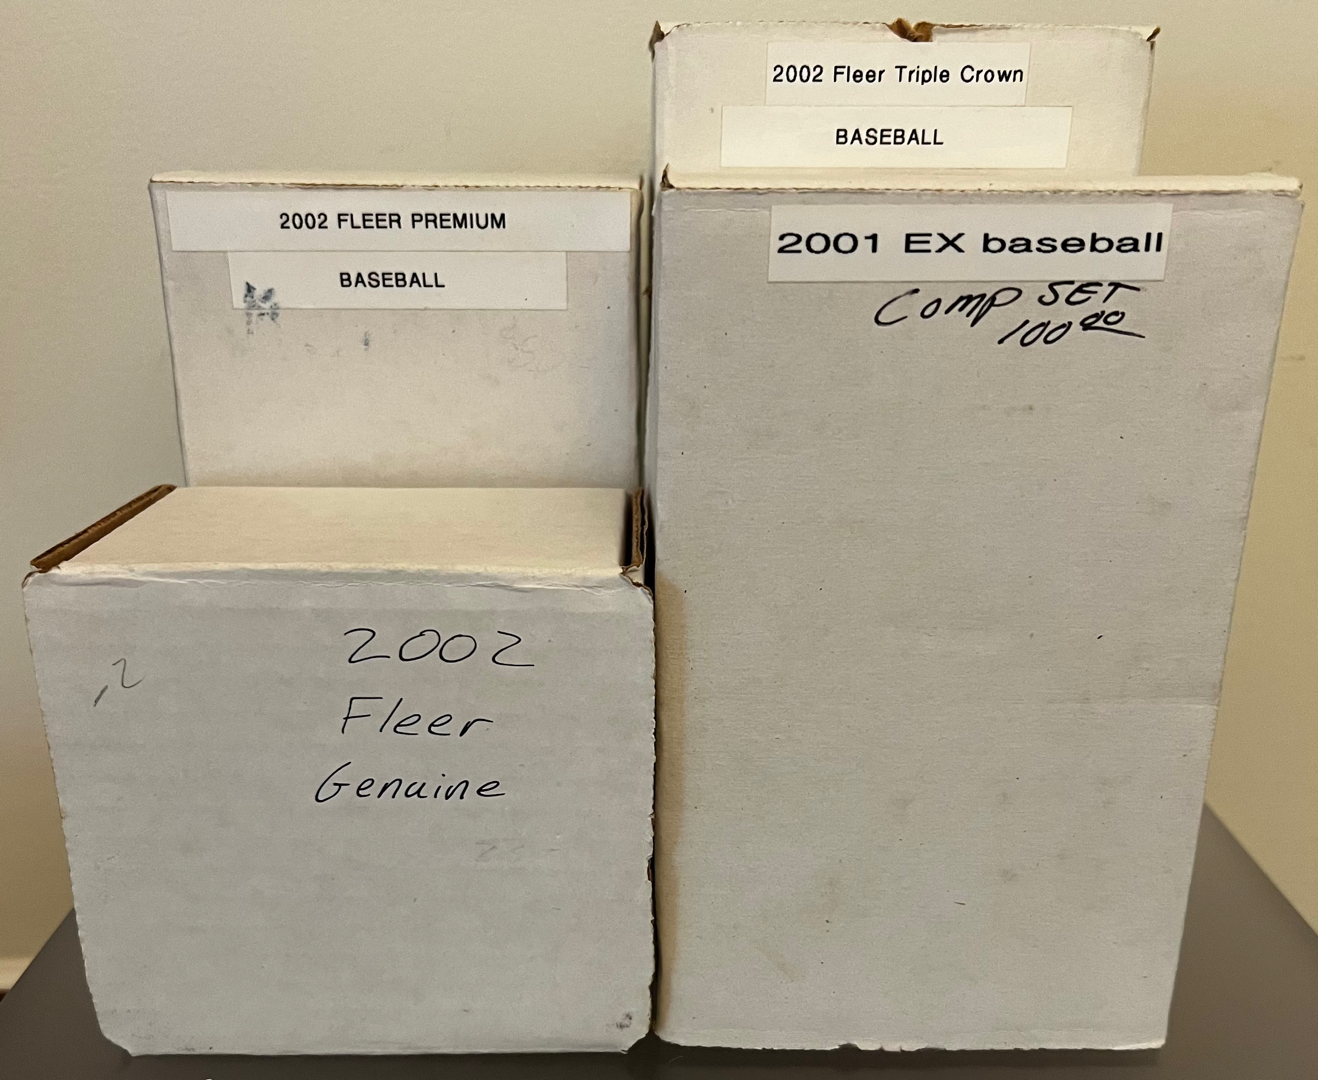 2002 Fleer Triple Crown
BASEBALL
2002 FLEER PREMIUM
BASEBALL
2001 EX baseball
Comp SET
100 00
2002
Fleer
Genuine
2